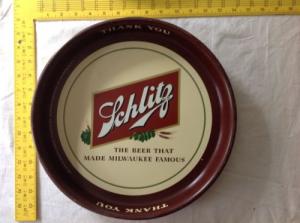 THANK YOU
Schlitz
THE BEER THAT
MADE MILWAUKEE FAMOUS
THANK YOU